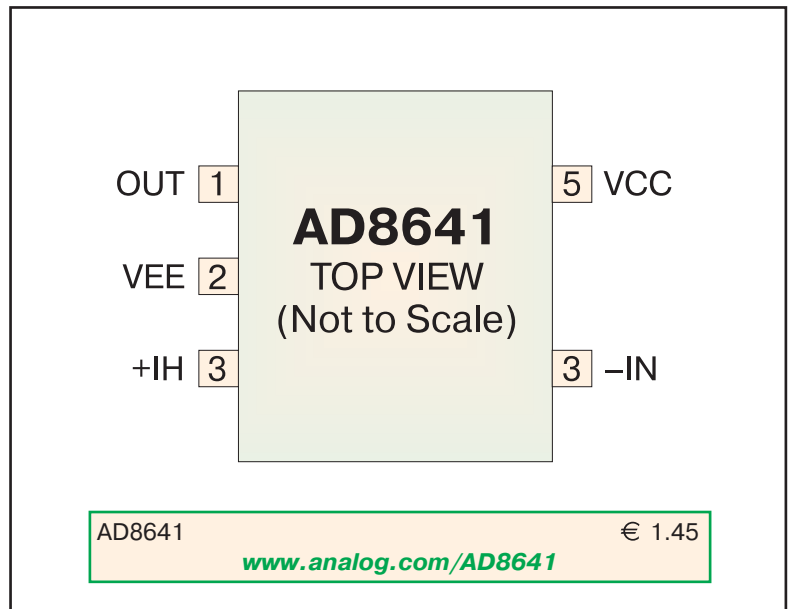 OUT 1
5 VCC
AD8641
VEE 2
TOP VIEW
(Not to Scale)
+IH 3
3 –IN
AD8641 € 1.45
www.analog.com/AD8641